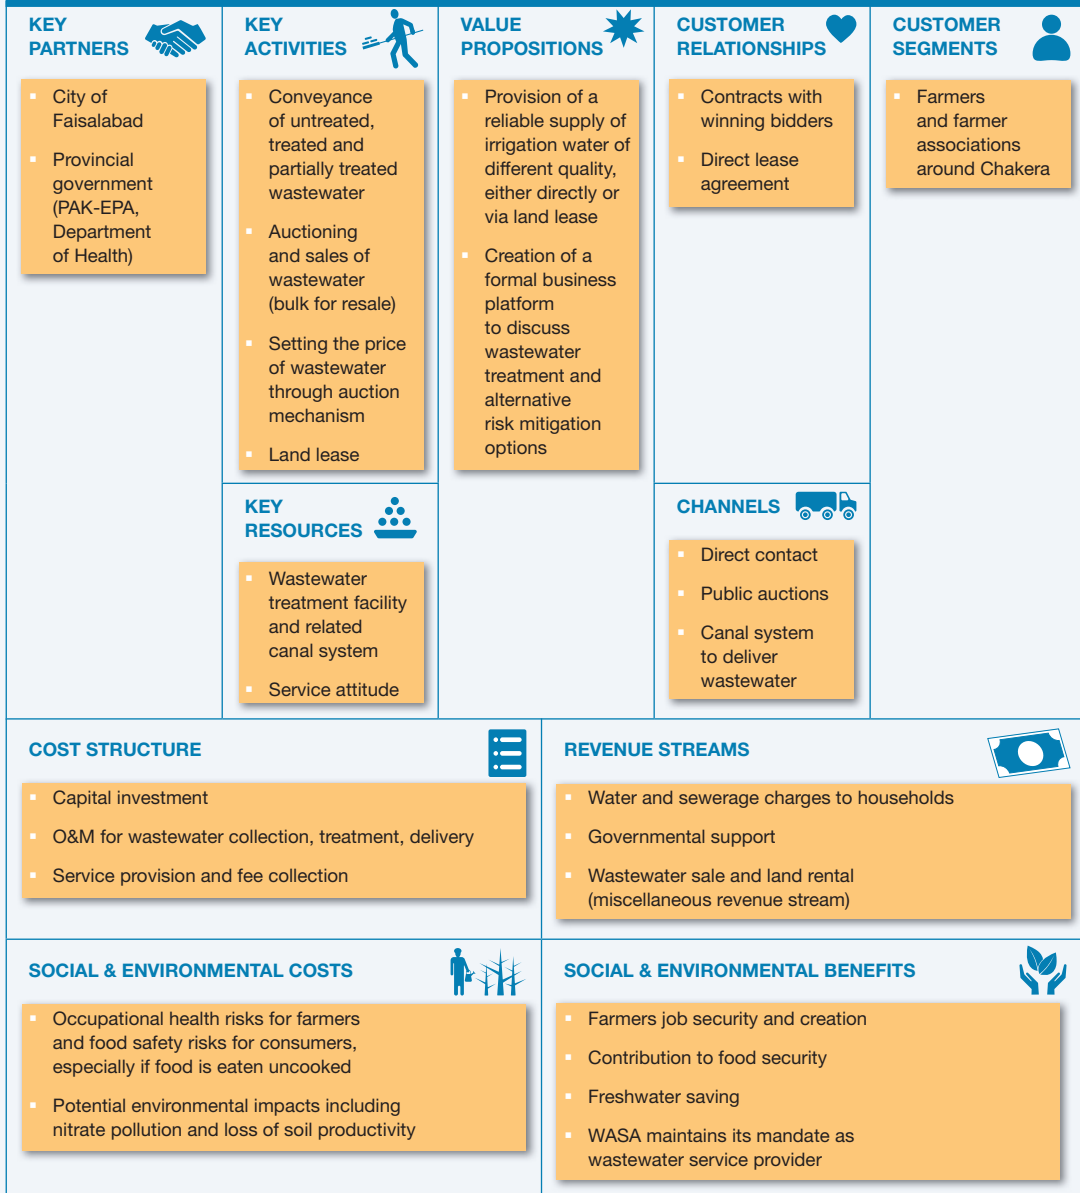 KEY
PARTNERS
City of
Faisalabad
Provincial
government
(PAK-EPA,
Department
of Health)
KEY
ACTIVITIES
Conveyance
of untreated,
treated and
partially treated
wastewater
Auctioning
and sales of
wastewater
(bulk for resale)
Setting the price
of wastewater
through auction
mechanism
Land lease
KEY
RESOURCES
Wastewater
treatment facility
and related
canal system
Service attitude
VALUE
PROPOSITIONS
Provision of a
reliable supply of
irrigation water of
different quality,
either directly or
via land lease
Creation of a
formal business
platform
to discuss
wastewater
treatment and
alternative
risk mitigation
options
CUSTOMER
RELATIONSHIPS
Contracts with
winning bidders
Direct lease
agreement
CHANNELS
Direct contact
Public auctions
Canal system
to deliver
wastewater
CUSTOMER
SEGMENTS
Farmers
and farmer
associations
around Chakera
COST STRUCTURE
Capital investment
O&M for wastewater collection, treatment, delivery
Service provision and fee collection
REVENUE STREAMS
Water and sewerage charges to households
Governmental support
Wastewater sale and land rental
(miscellaneous revenue stream)
SOCIAL & ENVIRONMENTAL COSTS
Occupational health risks for farmers
and food safety risks for consumers,
especially if food is eaten uncooked
Potential environmental impacts including
nitrate pollution and loss of soil productivity
SOCIAL & ENVIRONMENTAL BENEFITS
Farmers job security and creation
Contribution to food security
Freshwater saving
WASA maintains its mandate as
wastewater service provider